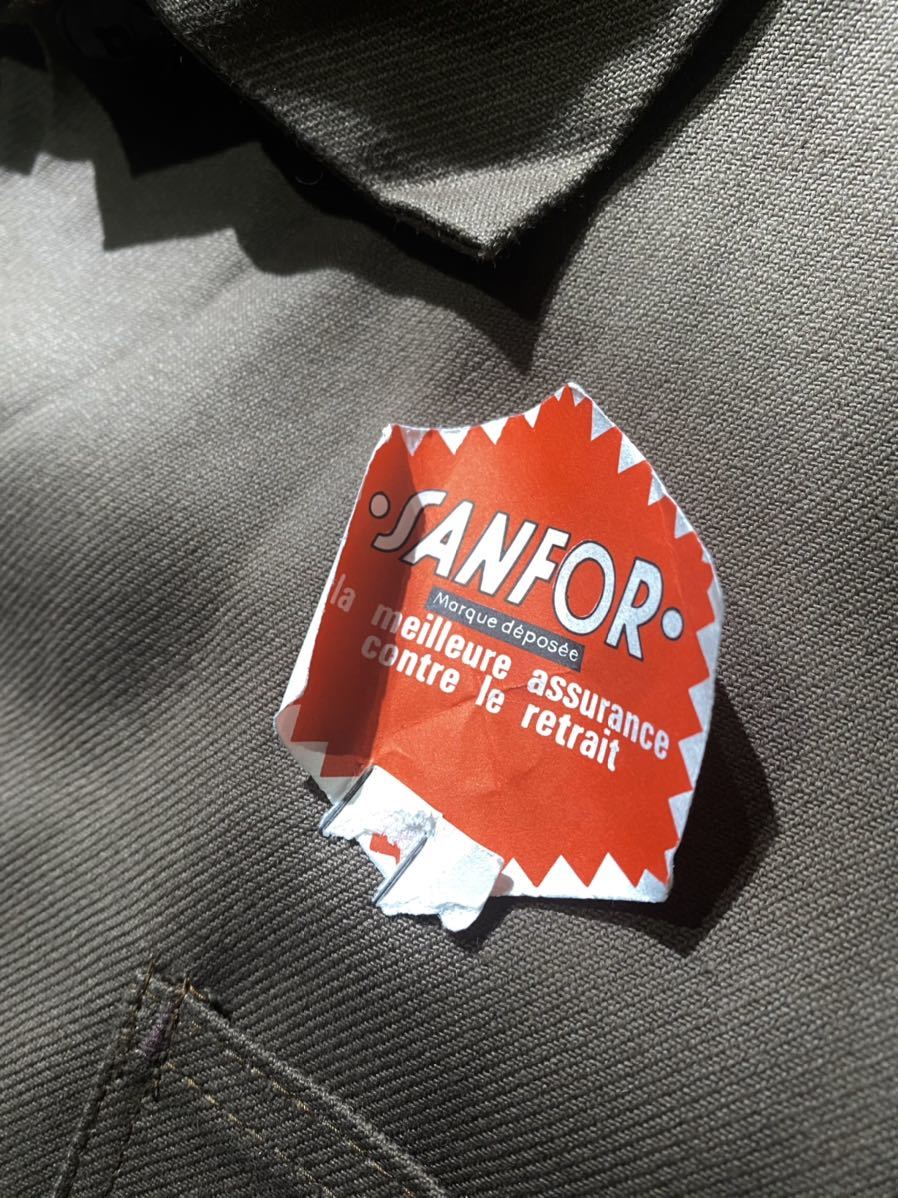 •SANFOR•
Marque déposée
la meilleure assurance
contre le retrait